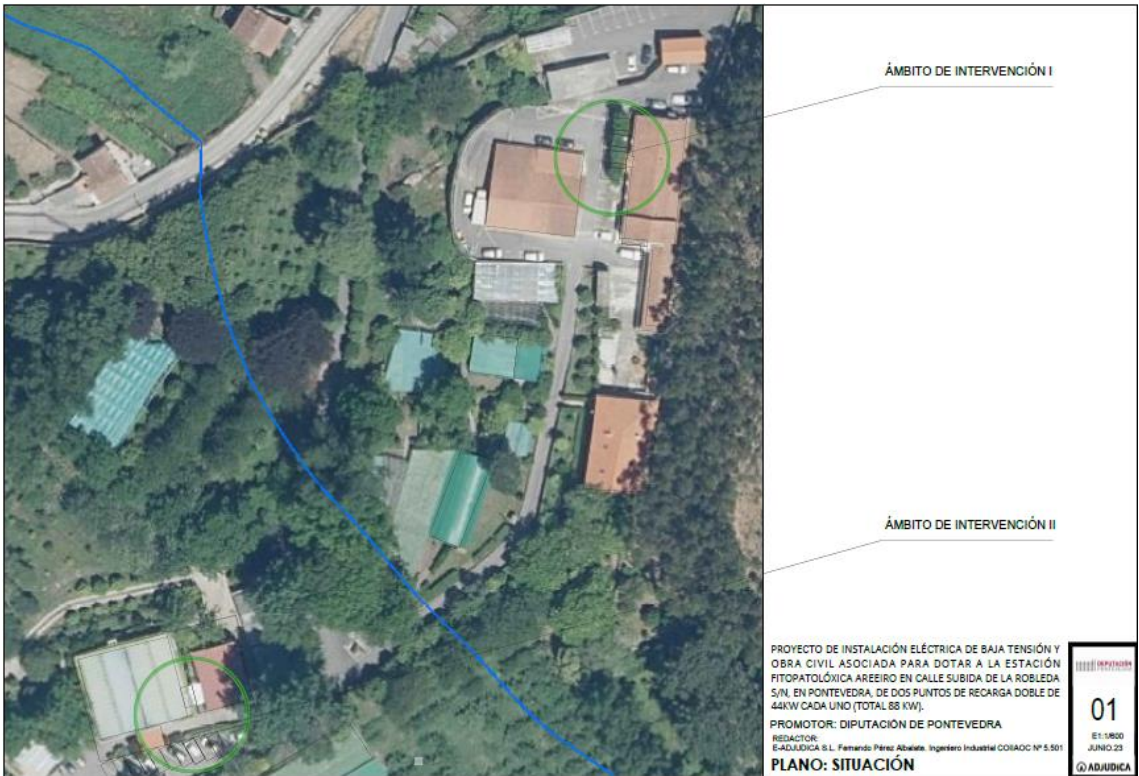 ÁMBITO DE INTERVENCIÓN I
ÁMBITO DE INTERVENCIÓN II
PROYECTO DE INSTALACIÓN ELÉCTRICA DE BAJA TENSIÓN Y
OBRA CIVIL ASOCIADA PARA DOTAR A LA ESTACIÓN
FITOPATOLÓXICA AREEIRO EN CALLE SUBIDA DE LA ROBLEDA
S/N, EN PONTEVEDRA, DE DOS PUNTOS DE RECARGA DOBLE DE
44KW CADA UNO (TOTAL 88 KW).
PROMOTOR: DIPUTACIÓN DE PONTEVEDRA
REDACTOR:
E-ADJUDICA S.L. Fernando Pérez Albalate. Ingeniero Industrial COIIAOC Nº 5.501
PLANO: SITUACIÓN
DEPUTACIÓN
01
E1:1/600
JUNIO.23
ADJUDICA